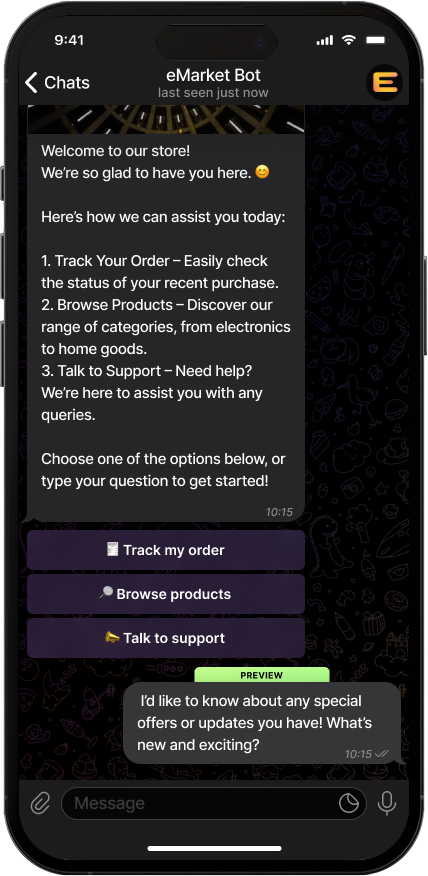 9:41
Chats
eMarket Bot
last seen just now
Welcome to our store!
We’re so glad to have you here. 😊
Here’s how we can assist you today:
1. Track Your Order – Easily check
the status of your recent purchase.
2. Browse Products – Discover our
range of categories, from electronics
to home goods.
3. Talk to Support – Need help?
We’re here to assist you with any
queries.
Choose one of the options below, or
type your question to get started!
10:15
Track my order
Browse products
Talk to support
PREVIEW
I’d like to know about any special
offers or updates you have! What’s
new and exciting?
10:15
Message